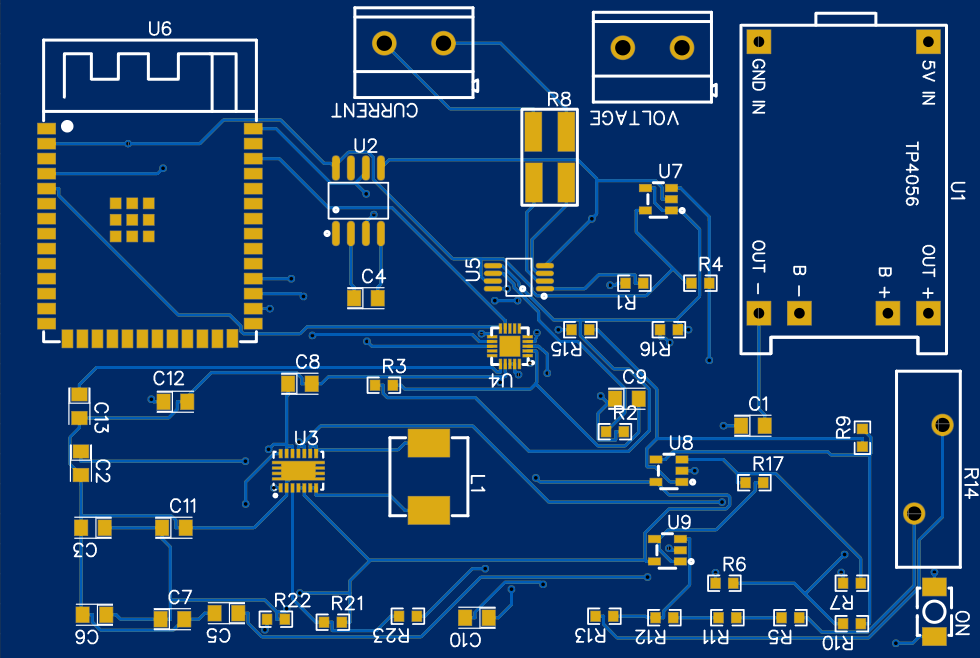 U6
CURRENT
VOLTAGE
GND IN
5V IN
TP4056
U1
OUT -
B -
B +
OUT +
R8
U2
U7
C4
U5
R1
R4
R15
R16
U4
C13
C12
C8
R3
C9
R2
C1
R9
C2
U3
L1
U8
R17
R14
C3
C11
U9
R6
R7
C6
C7
C5
R22
R21
R23
C10
R13
R12
R11
R5
R10
ON